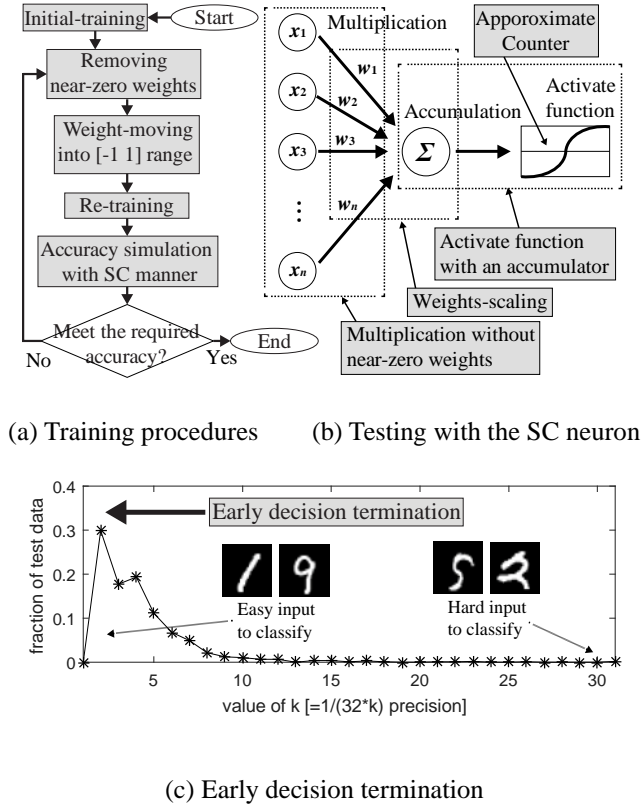 Initial-training
Start
Removing
near-zero weights
Weight-moving
into [-1 1] range
Re-training
Accuracy simulation
with SC manner
Meet the required
accuracy?
No
Yes
End
x1
x2
x3
⋮
xn
Multiplication
w1
w2
w3
wn
Accumulation
Σ
Apporoximate
Counter
Activate
function
Activate function
with an accumulator
Weights-scaling
Multiplication without
near-zero weights
(a) Training procedures
(b) Testing with the SC neuron
0.4
0.3
0.2
0.1
0
fraction of test data
Early decision termination
1 9
5 2
Easy input
to classify
Hard input
to classify
5 10 15 20 25 30
value of k [=1/(32*k) precision]
(c) Early decision termination